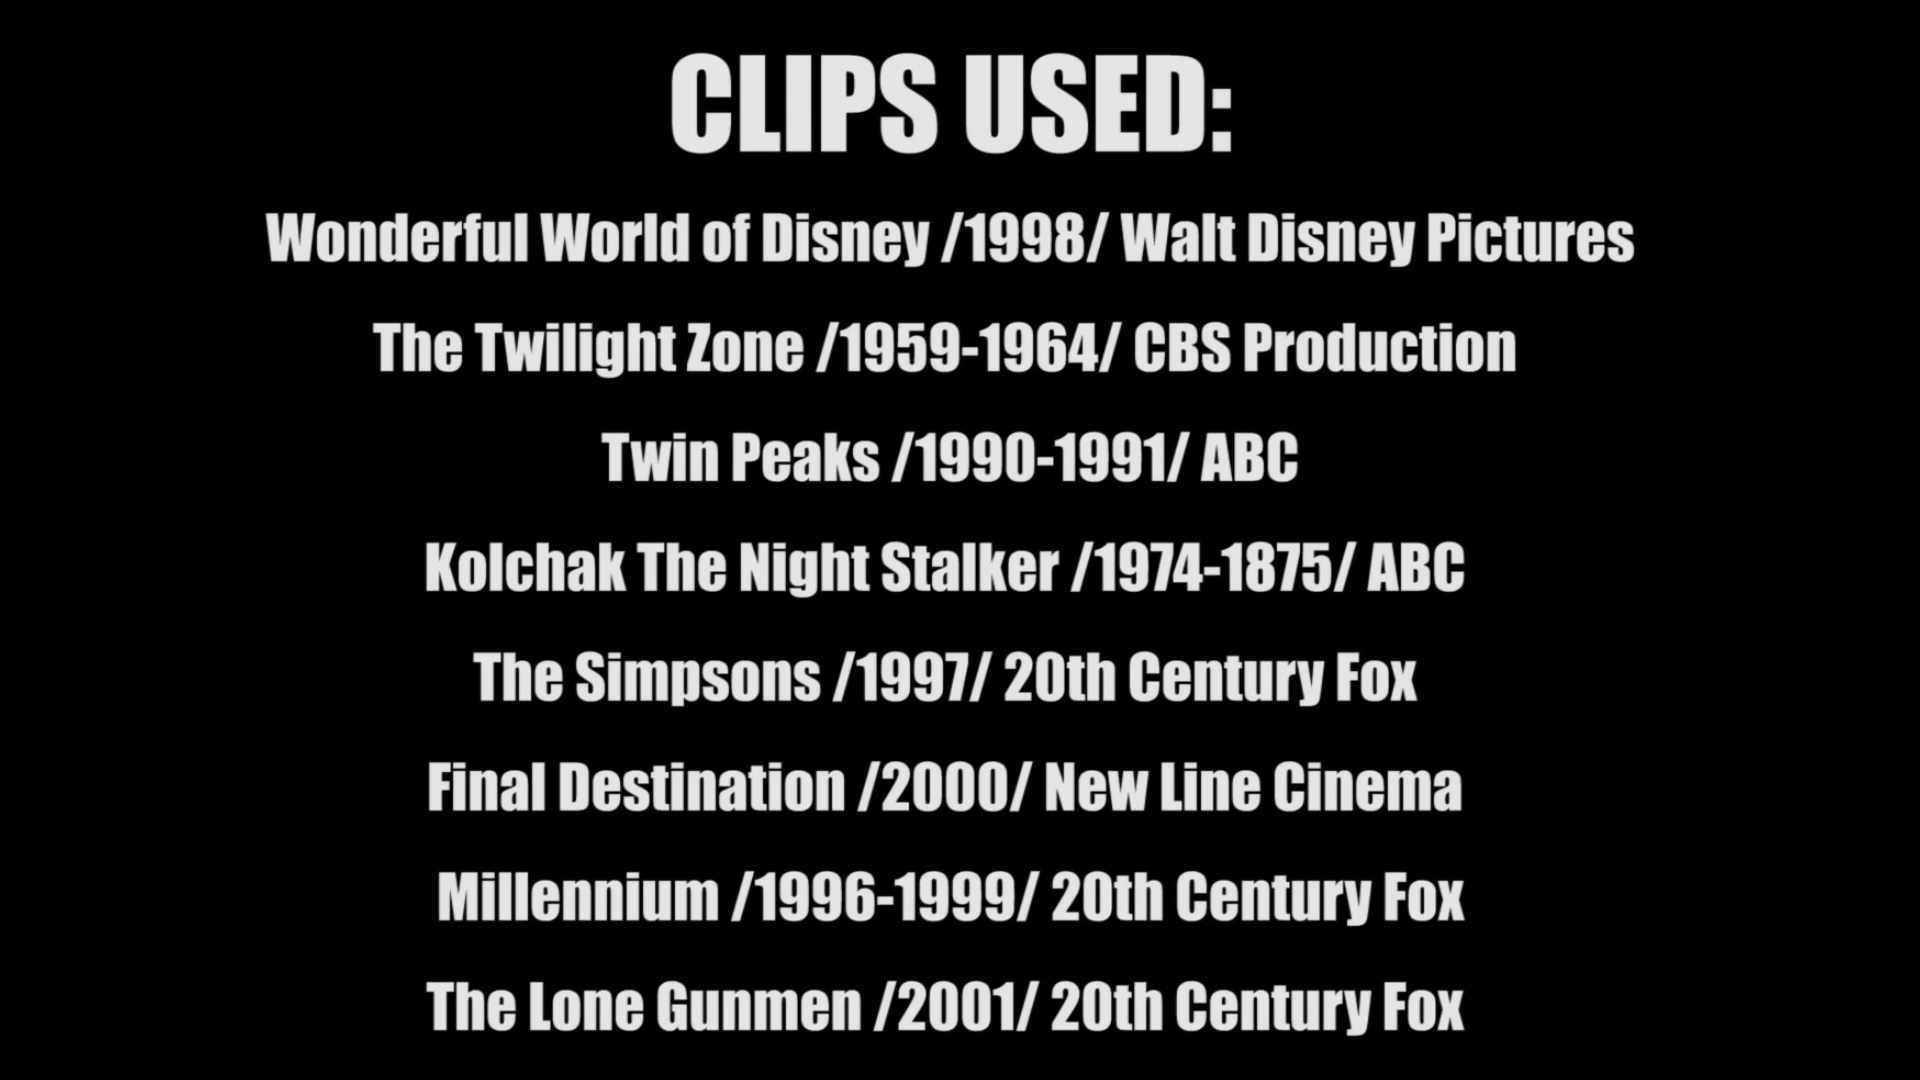 CLIPS USED:
Wonderful World of Disney /1998/ Walt Disney Pictures
The Twilight Zone /1959-1964/ CBS Production
Twin Peaks /1990-1991/ ABC
Kolchak The Night Stalker /1974-1875/ ABC
The Simpsons /1997/ 20th Century Fox
Final Destination /2000/ New Line Cinema
Millennium /1996-1999/ 20th Century Fox
The Lone Gunmen /2001/ 20th Century Fox